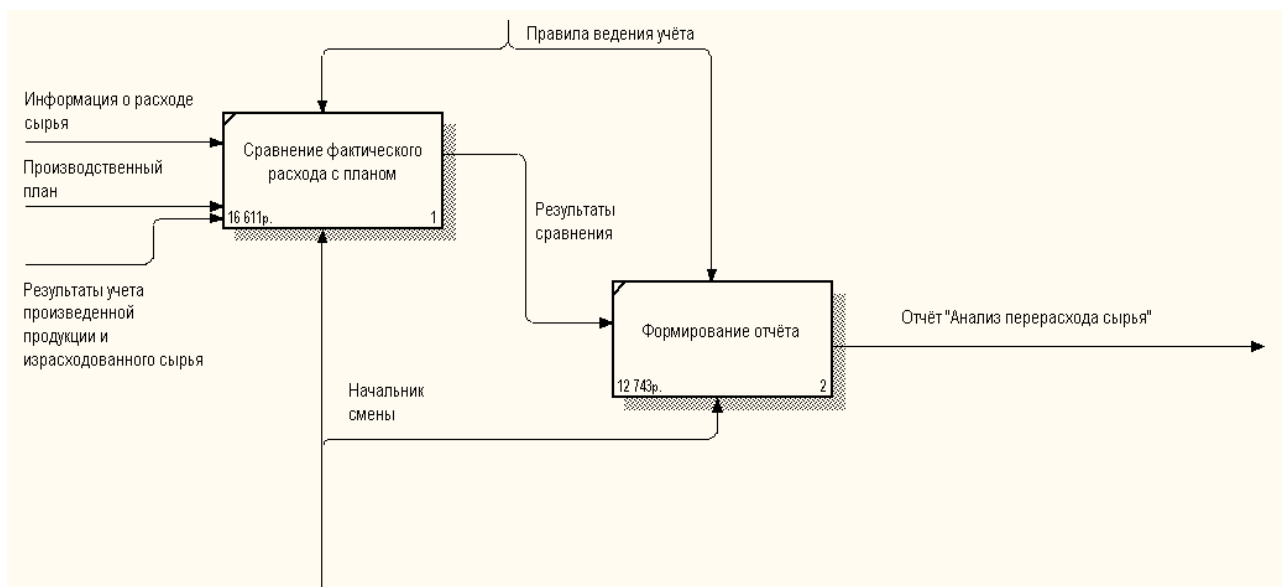 Правила ведения учёта
Информация о расходе
сырья
Производственный
план
Сравнение фактического
расхода с планом
16 611р.
1
Результаты
сравнения
Результаты учета
произведенной
продукции и
израсходованного сырья
Формирование отчёта
12 743р.
2
Отчёт "Анализ перерасхода сырья"
Начальник
смены